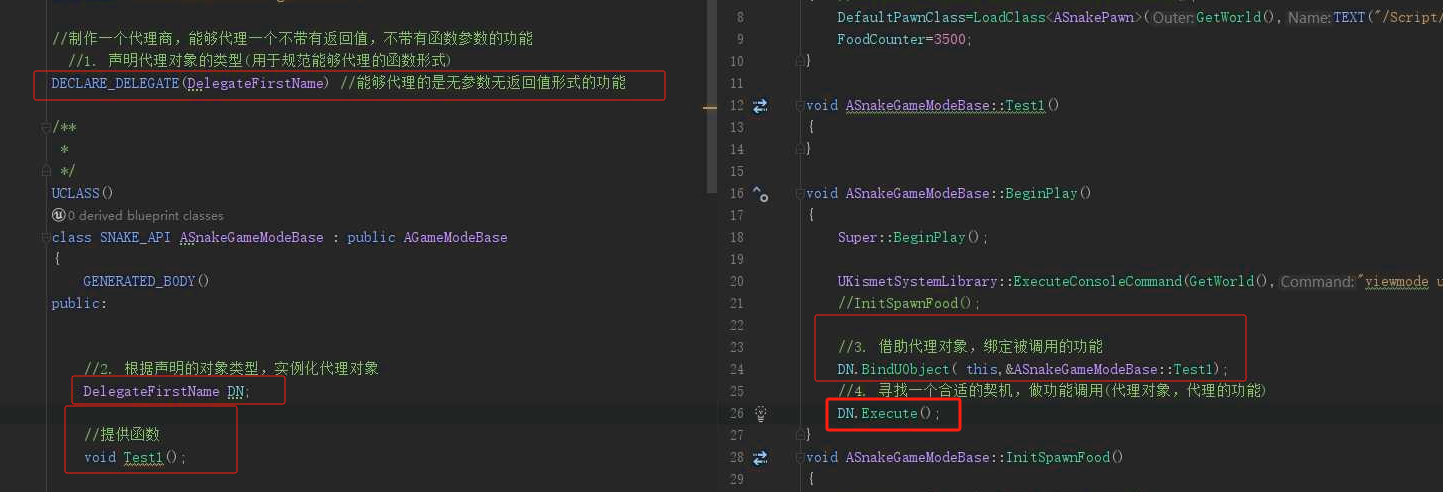 //制作一个代理商，能够代理一个不带有返回值，不带有函数参数的功能
//1. 声明代理对象的类型(用于规范能够代理的函数形式)
DECLARE_DELEGATE(DelegateFirstName) //能够代理的是无参数无返回值形式的功能
/**
*
*/
UCLASS()
0 derived blueprint classes
class SNAKE_API ASnakeGameModeBase : public AGameModeBase
{
GENERATED_BODY()
public:
//2. 根据声明的对象类型，实例化代理对象
DelegateFirstName DN;
//提供函数
void Test1();
8 DefaultPawnClass=LoadClass<ASnakePawn>(Outer:GetWorld(),Name:TEXT("/Script/
9 FoodCounter=3500;
10 }
11
12 void ASnakeGameModeBase::Test1()
13 {
14 }
15
16 void ASnakeGameModeBase::BeginPlay()
17 {
18 Super::BeginPlay();
19
20 UKismetSystemLibrary::ExecuteConsoleCommand(GetWorld(),Command:"viewmode u
21 //InitSpawnFood();
22
23 //3. 借助代理对象，绑定被调用的功能
24 DN.BindUObject( this,&ASnakeGameModeBase::Test1);
25 //4. 寻找一个合适的契机，做功能调用(代理对象，代理的功能)
26 DN.Execute();
27 }
28 void ASnakeGameModeBase::InitSpawnFood()
29 {